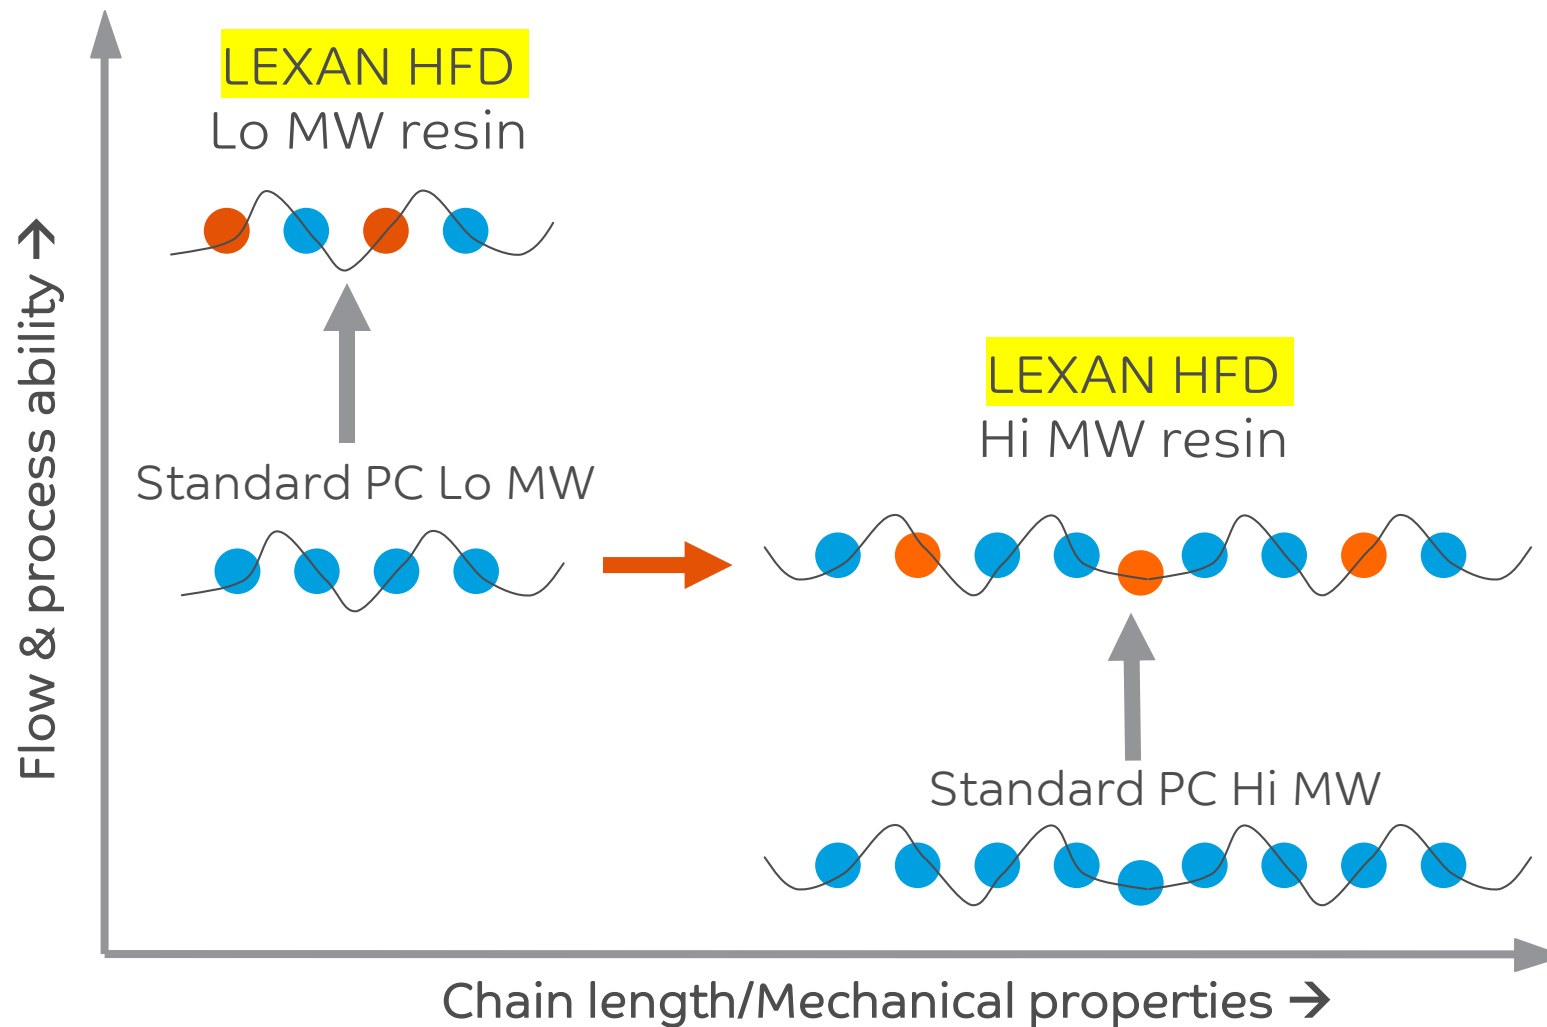 LEXAN HFD
Lo MW resin
Flow & process ability →
LEXAN HFD
Hi MW resin
Standard PC Lo MW
Standard PC Hi MW
Chain length/Mechanical properties →